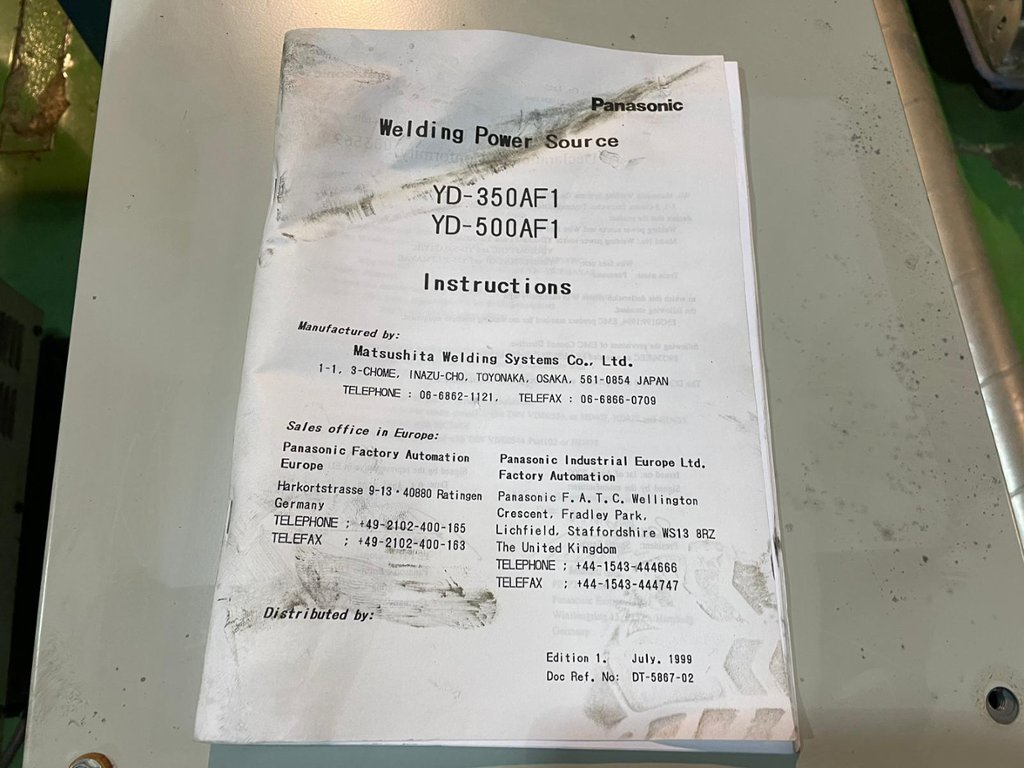 Panasonic
Welding Power Source
YD-350AF1
YD-500AF1
Instructions
Manufactured by:
Matsushita Welding Systems Co., Ltd.
1-1, 3-CHOME, INAZU-CHO, TOYONAKA, OSAKA, 561-0854 JAPAN
TELEPHONE : 06-6862-1121, TELEFAX : 06-6866-0709
Sales office in Europe:
Panasonic Factory Automation
Europe
Harkortstrasse 9-13・40880 Ratingen
Germany
TELEPHONE ; +49-2102-400-165
TELEFAX ; +49-2102-400-163
Panasonic Industrial Europe Ltd.
Factory Automation
Panasonic F.A.T.C. Wellington
Crescent, Fradley Park,
Lichfield, Staffordshire WS13 8RZ
The United Kingdom
TELEPHONE ; +44-1543-444666
TELEFAX ; +44-1543-444747
Distributed by:
Edition 1. July, 1999
Doc Ref. No: DT-5867-02